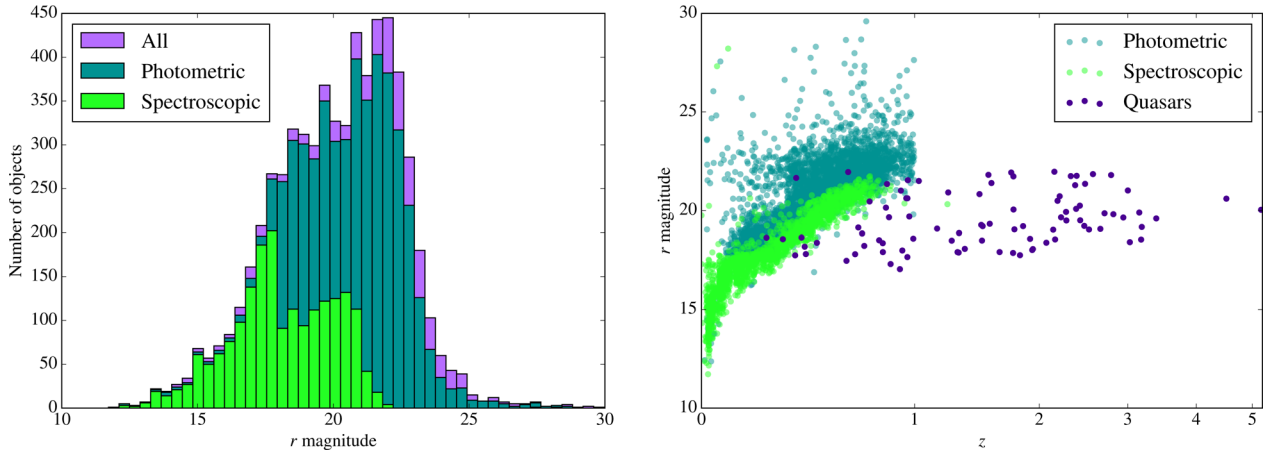 450
400
350
300
250
200
150
100
50
0
10
15
20
25
30
Number of objects
r magnitude
All
Photometric
Spectroscopic
30
25
20
15
10
0
1
2
3
4
5
r magnitude
z
Photometric
Spectroscopic
Quasars